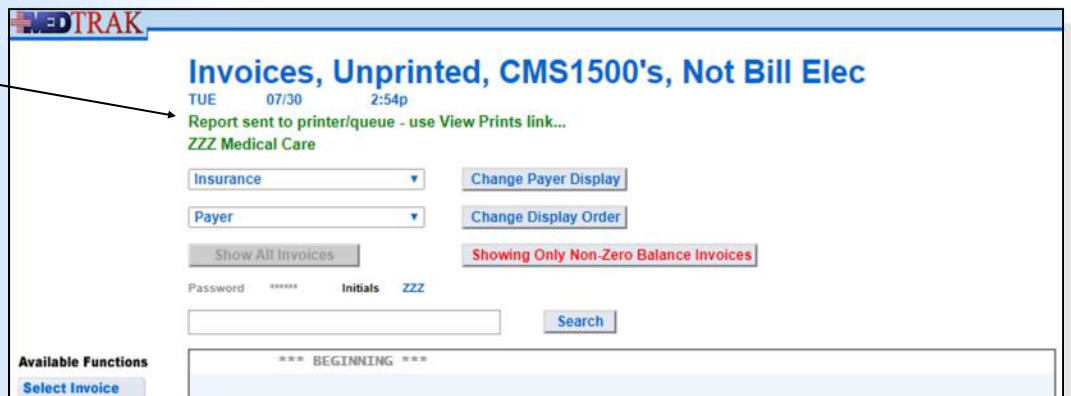 MEDTRAK
Invoices, Unprinted, CMS1500's, Not Bill Elec
TUE 07/30 2:54p
Report sent to printer/queue - use View Prints link...
ZZZ Medical Care
Insurance ▼ Change Payer Display
Payer ▼ Change Display Order
Show All Invoices Showing Only Non-Zero Balance Invoices
Password ****** Initials ZZZ
Search
Available Functions *** BEGINNING ***
Select Invoice